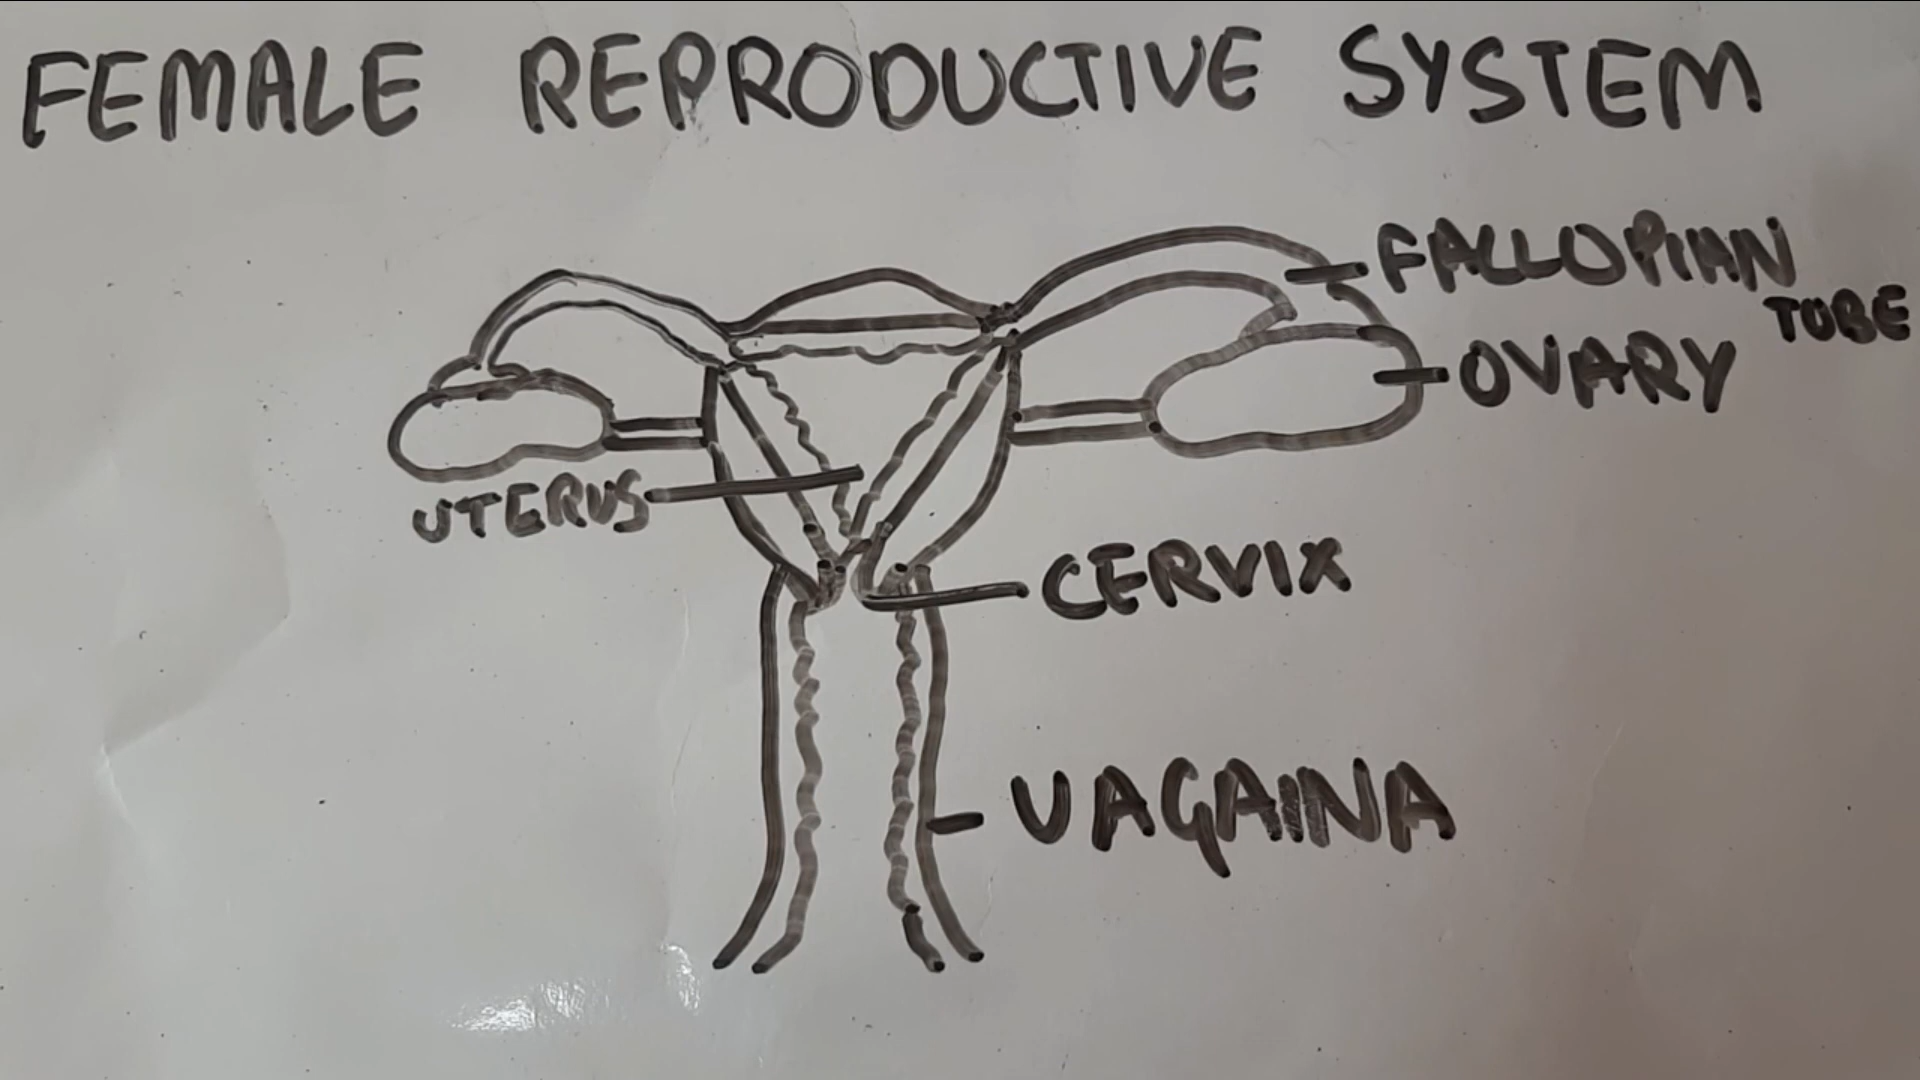 FEMALE REPRODUCTIVE SYSTEM
FALLOPIAN
TUBE
OVARY
UTERUS
CERVIX
VAGAINA